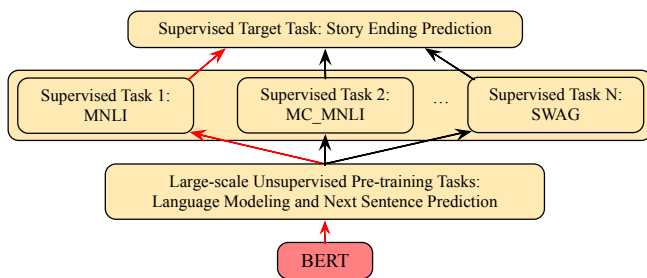 Supervised Target Task: Story Ending Prediction
Supervised Task 1:
MNLI
Supervised Task 2:
MC_MNLI
...
Supervised Task N:
SWAG
Large-scale Unsupervised Pre-training Tasks:
Language Modeling and Next Sentence Prediction
BERT